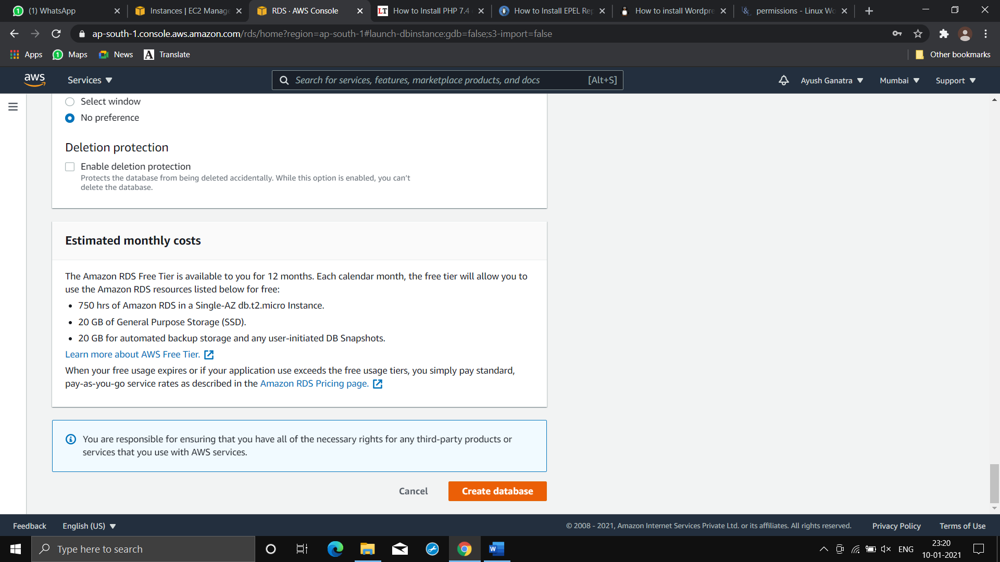 (1) WhatsApp
Instances | EC2 Manage
RDS · AWS Console
LT How to Install PHP 7.4
How to Install EPEL Rep
How to install Wordpre
permissions - Linux Wo
ap-south-1.console.aws.amazon.com/rds/home?region=ap-south-1#launch-dbinstance:gdb=false;s3-import=false
Apps
1 Maps
News
A Translate
Other bookmarks
aws
Services
Search for services, features, marketplace products, and docs
[Alt+S]
Ayush Ganatra
Mumbai
Support
Select window
No preference
Deletion protection
Enable deletion protection
Protects the database from being deleted accidentally. While this option is enabled, you can’t
delete the database.
Estimated monthly costs
The Amazon RDS Free Tier is available to you for 12 months. Each calendar month, the free tier will allow you to
use the Amazon RDS resources listed below for free:
• 750 hrs of Amazon RDS in a Single-AZ db.t2.micro Instance.
• 20 GB of General Purpose Storage (SSD).
• 20 GB for automated backup storage and any user-initiated DB Snapshots.
Learn more about AWS Free Tier.
When your free usage expires or if your application use exceeds the free usage tiers, you simply pay standard,
pay-as-you-go service rates as described in the Amazon RDS Pricing page.
You are responsible for ensuring that you have all of the necessary rights for any third-party products or
services that you use with AWS services.
Cancel
Create database
Feedback
English (US)
© 2008 - 2021, Amazon Internet Services Private Ltd. or its affiliates. All rights reserved.
Privacy Policy
Terms of Use
Type here to search
W
ENG
23:20
10-01-2021